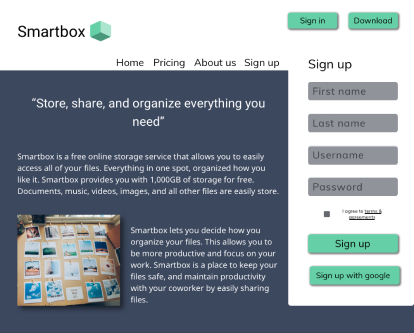 Smartbox
Sign in
Download
Home Pricing About us Sign up
Sign up
"Store, share, and organize everything you
need"
Smartbox is a free online storage service that allows you to easily
access all of your files. Everything in one spot, organized how you
like it. Smartbox provides you with 1,000GB of storage for free.
Documents, music, videos, images, and all other files are easily store.
Smartbox lets you decide how you
organize your files. This allows you to
be more productive and focus on your
work. Smartbox is a place to keep your
files safe, and maintain productivity
with your coworker by easily sharing
files.
First name
Last name
Username
Password
I agree to terms &
agreements
Sign up
Sign up with google